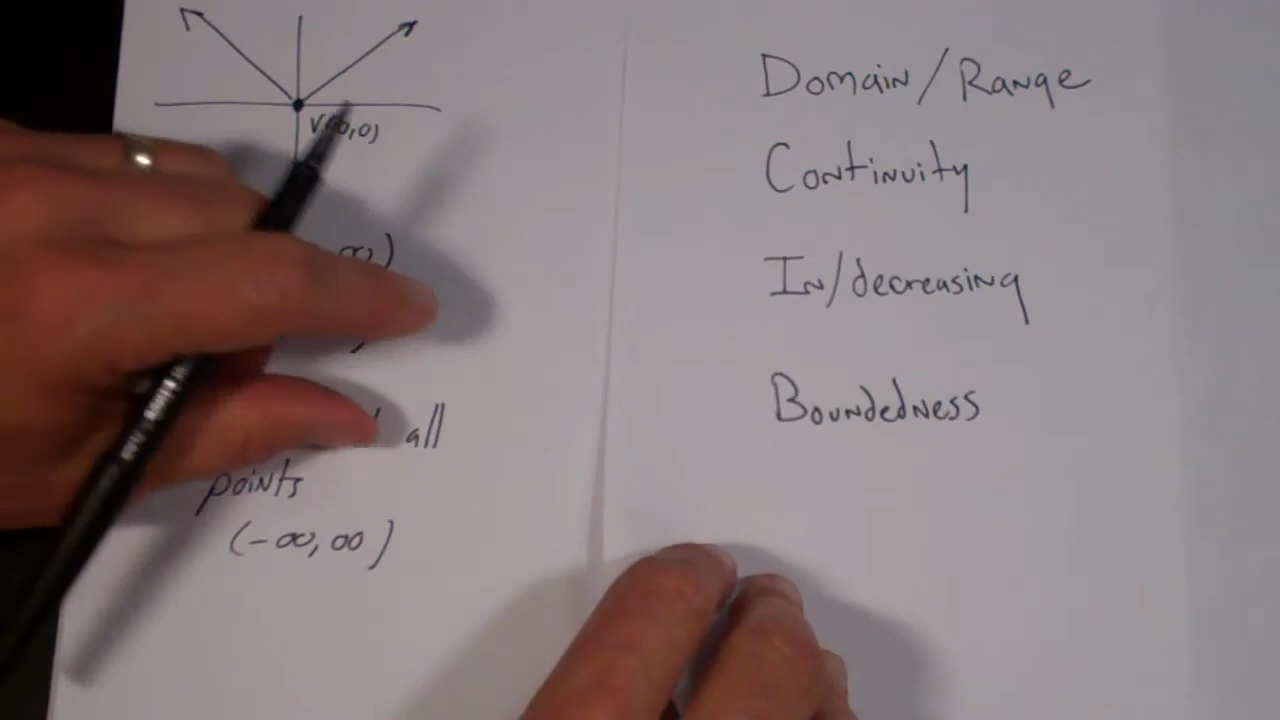 V(0,0)
∞)
)
all
points
(-∞,∞)
Domain/Range
Continuity
In/decreasing
Boundedness